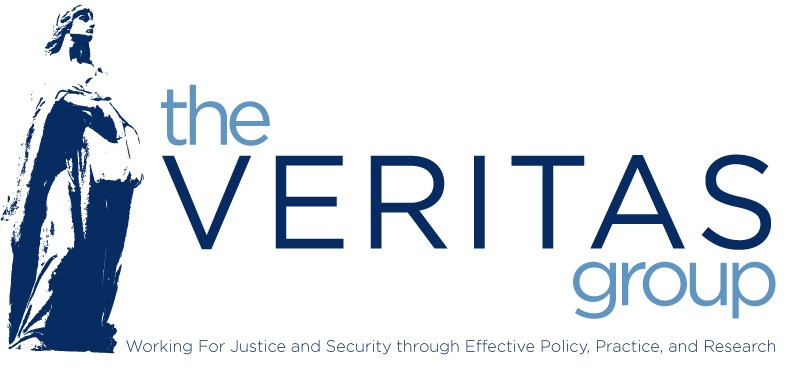 the
VERITAS
group
Working For Justice and Security through Effective Policy, Practice, and Research